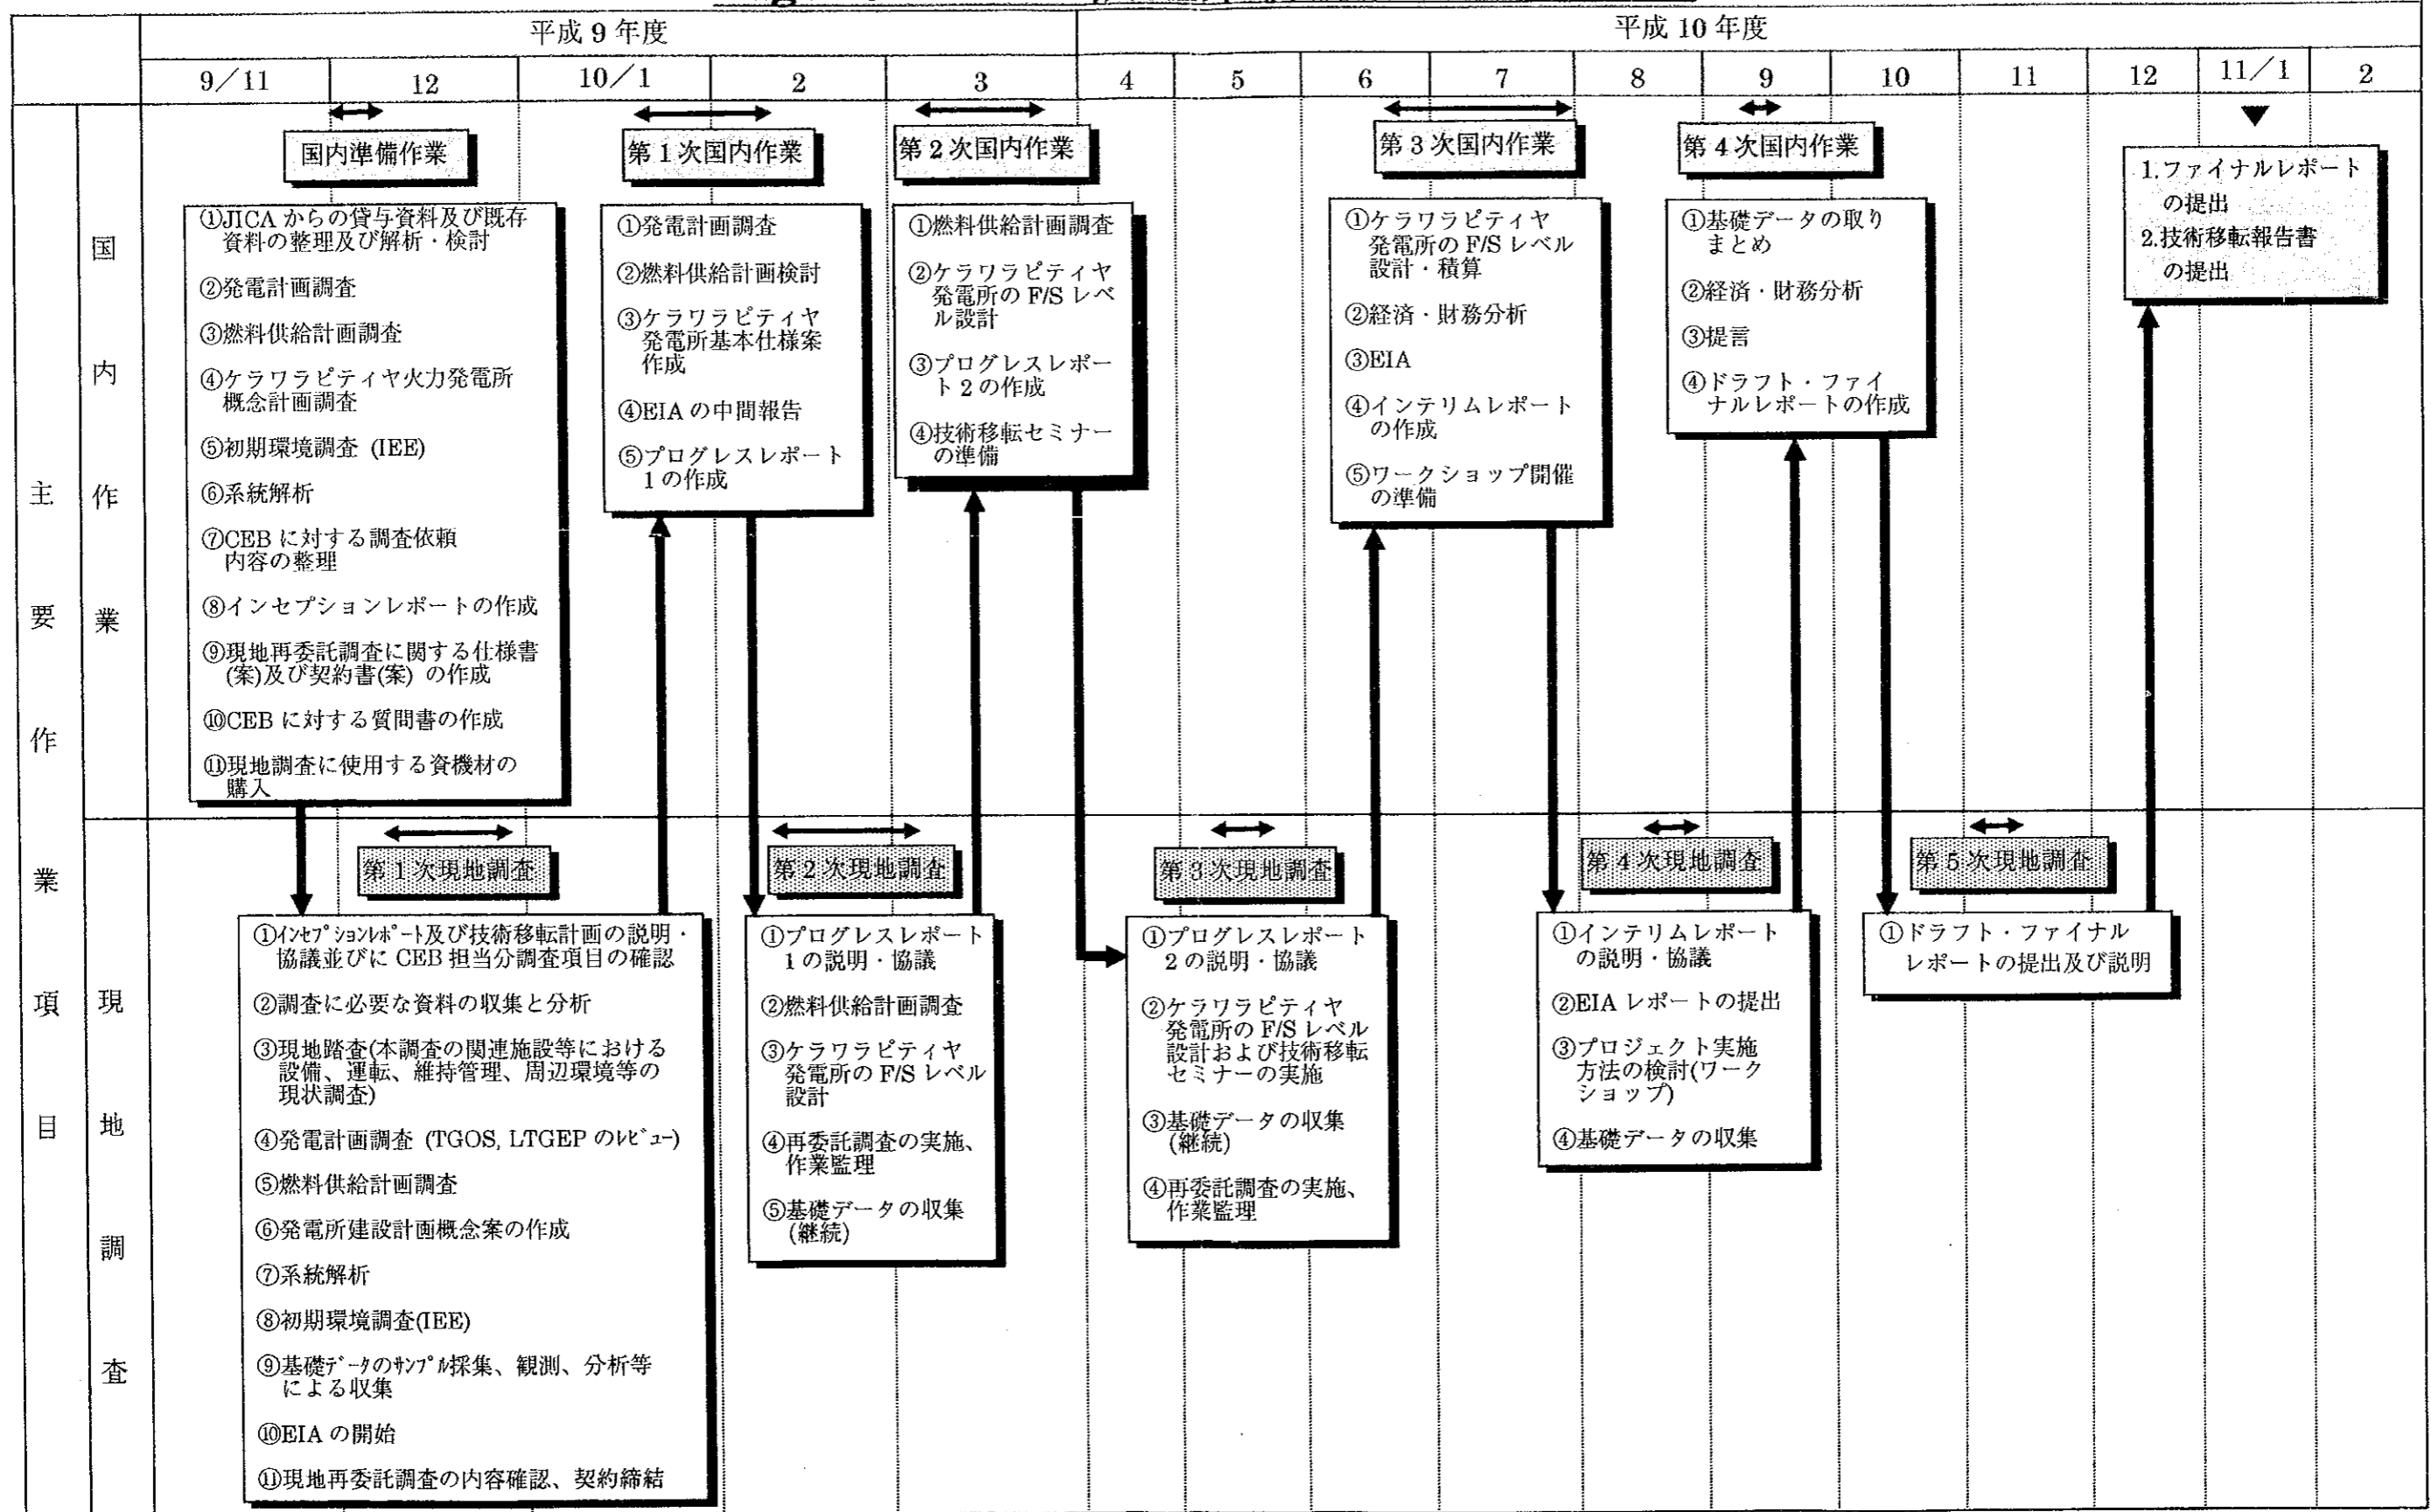 平成 9 年度
平成 10 年度
9／11
12
10／1
2
3
4
5
6
7
8
9
10
11
12
11／1
2
主要作業項目
国内作業
国内準備作業
①JICA からの貸与資料及び既存
資料の整理及び解析・検討
②発電計画調査
③燃料供給計画調査
④ケラワラピティヤ火力発電所
概念計画調査
⑤初期環境調査 (IEE)
⑥系統解析
⑦CEB に対する調査依頼
内容の整理
⑧インセプションレポートの作成
⑨現地再委託調査に関する仕様書
(案)及び契約書(案) の作成
⑩CEB に対する質問書の作成
⑪現地調査に使用する資機材の
購入
第 1 次国内作業
①発電計画調査
②燃料供給計画検討
③ケラワラピティヤ
発電所基本仕様案
作成
④EIA の中間報告
⑤プログレスレポート
1 の作成
第 2 次国内作業
①燃料供給計画調査
②ケラワラピティヤ
発電所の F/S レベ
ル設計
③プログレスレポー
ト 2 の作成
④技術移転セミナー
の準備
第 3 次国内作業
①ケラワラピティヤ
発電所の F/S レベル
設計・積算
②経済・財務分析
③EIA
④インテリムレポート
の作成
⑤ワークショップ開催
の準備
第 4 次国内作業
①基礎データの取り
まとめ
②経済・財務分析
③提言
④ドラフト・ファイ
ナルレポートの作成
1.ファイナルレポート
の提出
2.技術移転報告書
の提出
現地調査
第 1 次現地調査
①ｲﾝｾﾌﾟｼｮﾝﾚﾎﾟｰﾄ及び技術移転計画の説明・
協議並びに CEB 担当分調査項目の確認
②調査に必要な資料の収集と分析
③現地踏査(本調査の関連施設等における
設備、運転、維持管理、周辺環境等の
現状調査)
④発電計画調査 (TGOS, LTGEP のﾚﾋﾞｭｰ)
⑤燃料供給計画調査
⑥発電所建設計画概念案の作成
⑦系統解析
⑧初期環境調査(IEE)
⑨基礎ﾃﾞｰﾀのｻﾝﾌﾟﾙ採集、観測、分析等
による収集
⑩EIA の開始
⑪現地再委託調査の内容確認、契約締結
第 2 次現地調査
①プログレスレポート
1 の説明・協議
②燃料供給計画調査
③ケラワラピティヤ
発電所の F/S レベル
設計
④再委託調査の実施、
作業監理
⑤基礎データの収集
(継続)
第 3 次現地調査
①プログレスレポート
2 の説明・協議
②ケラワラピティヤ
発電所の F/S レベル
設計および技術移転
セミナーの実施
③基礎データの収集
(継続)
④再委託調査の実施、
作業監理
第 4 次現地調査
①インテリムレポート
の説明・協議
②EIA レポートの提出
③プロジェクト実施
方法の検討(ワーク
ショップ)
④基礎データの収集
第 5 次現地調査
①ドラフト・ファイナル
レポートの提出及び説明